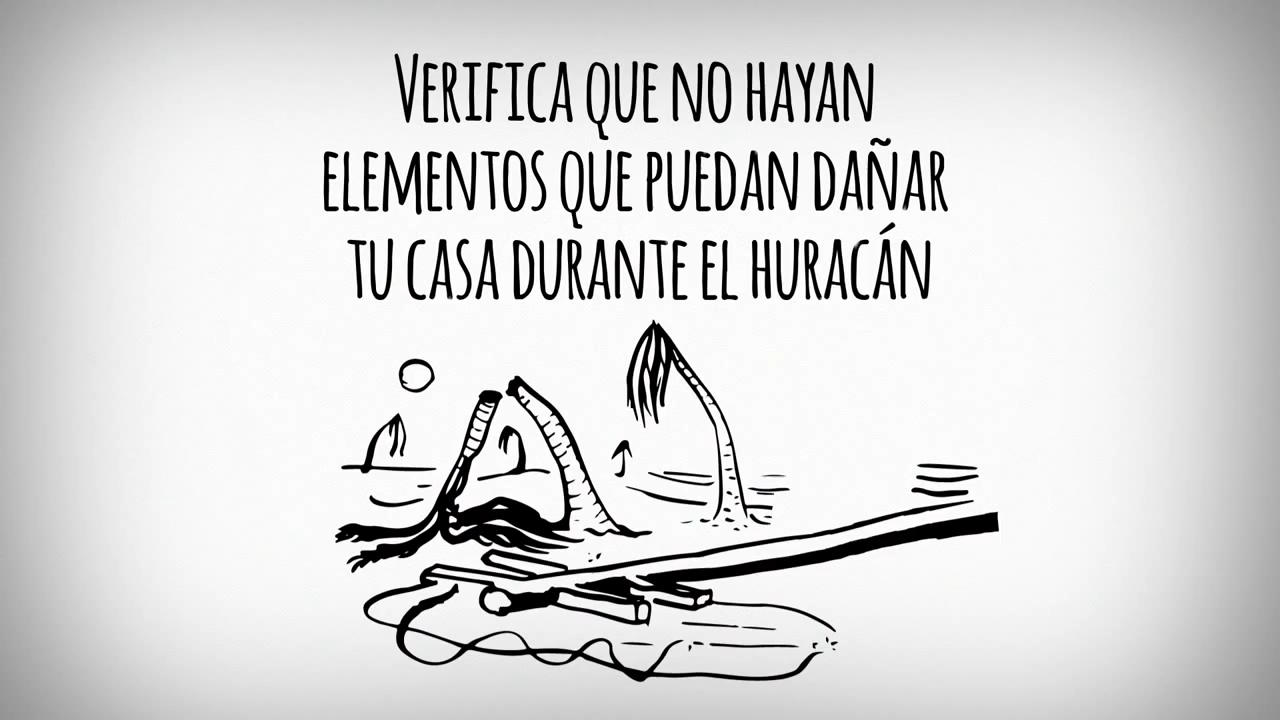 VERIFICA QUE NO HAYAN
ELEMENTOS QUE PUEDAN DAÑAR
TU CASA DURANTE EL HURACÁN